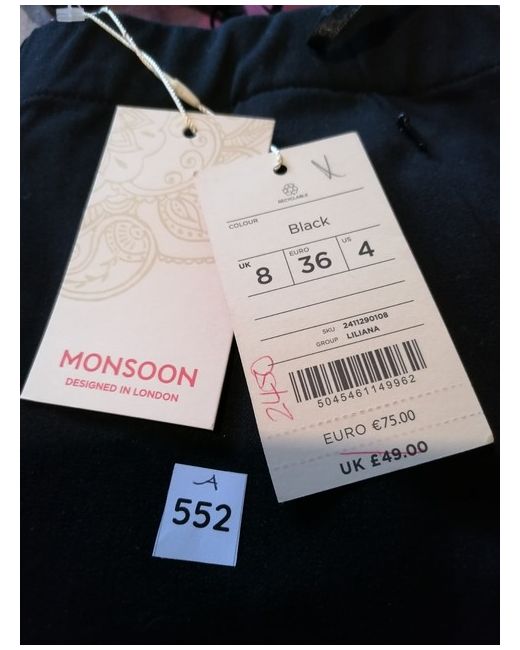 MONSOON
DESIGNED IN LONDON
RECYCLABLE
COLOUR
Black
UK
8
EURO
36
US
4
SKU 2411290108
GROUP LILIANA
5045461149962
2450
EURO €75.00
UK £49.00
A
552